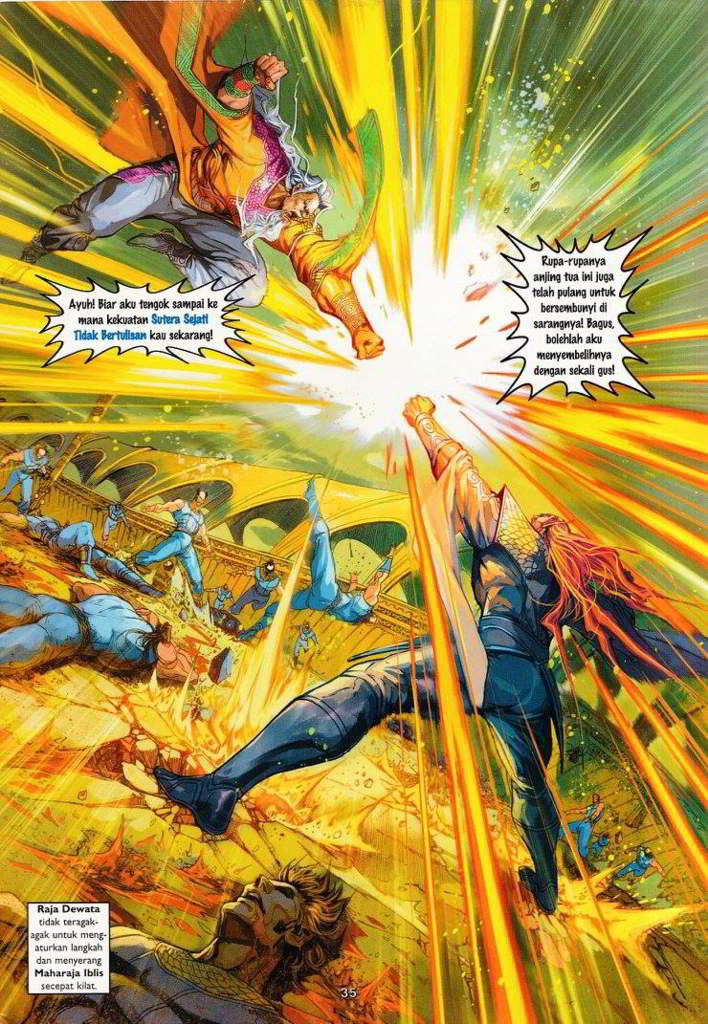 Ayuh! Biar aku tengok sampai ke
mana kekuatan Sutera Sejati
Tidak Bertulisan kau sekarang!
Rupa-rupanya
anjing tua ini juga
telah pulang untuk
bersembunyi di
sarangnya! Bagus,
bolehlah aku
menyembelihnya
dengan sekali gus!
Raja Dewata
tidak teragak-
agak untuk meng-
aturkan langkah
dan menyerang
Maharaja Iblis
secepat kilat.
35